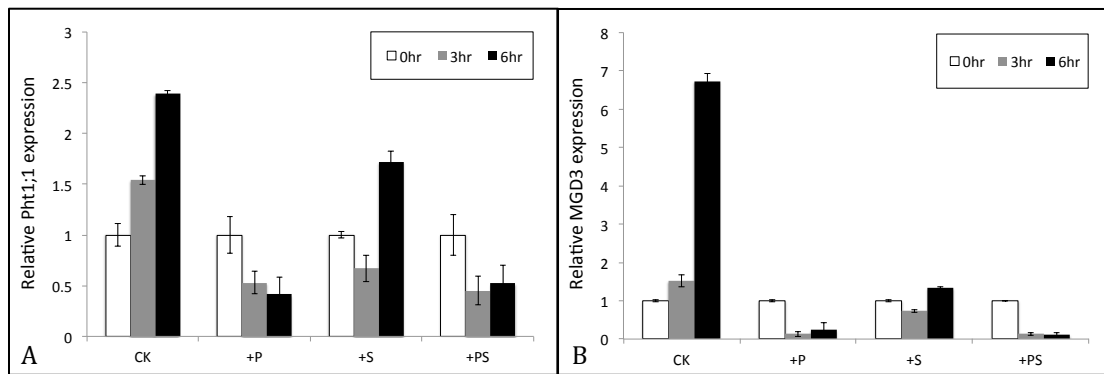 Relative Pht1;1 expression
3
2.5
2
1.5
1
0.5
0
0hr 3hr 6hr
CK +P +S +PS
A
Relative MGD3 expression
8
7
6
5
4
3
2
1
0
0hr 3hr 6hr
CK +P +S +PS
B